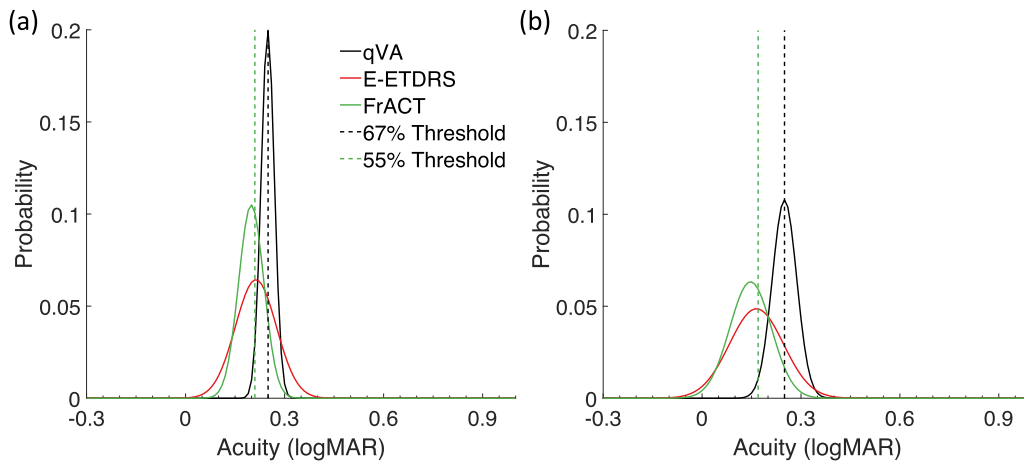 (a)
0.2
0.15
0.1
0.05
0
Probability
-0.3
0
0.3
0.6
0.9
Acuity (logMAR)
qVA
E-ETDRS
FrACT
67% Threshold
55% Threshold
(b)
0.2
0.15
0.1
0.05
0
Probability
-0.3
0
0.3
0.6
0.9
Acuity (logMAR)